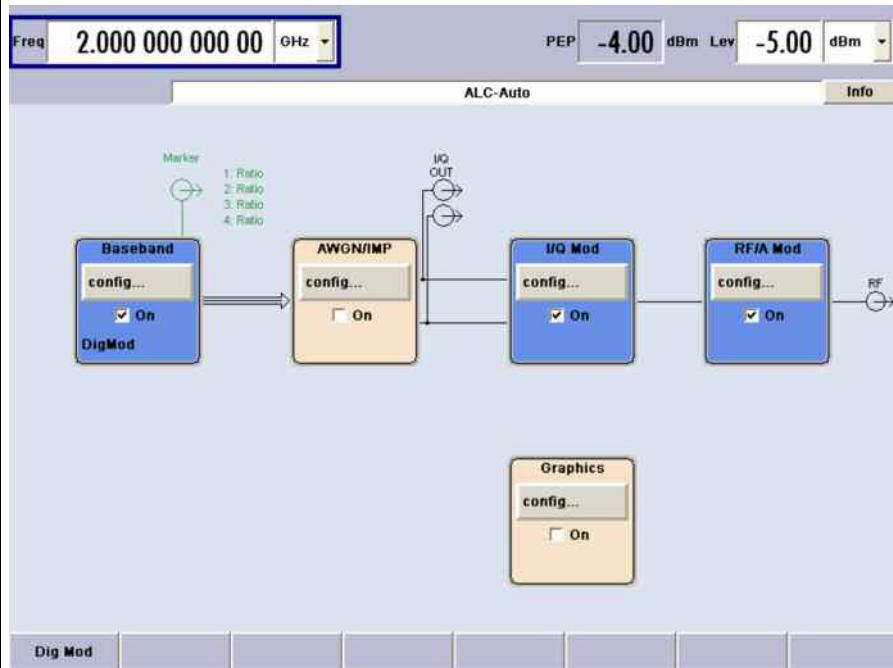 Freq 2.000 000 000 00 GHz PEP -4.00 dBm Lev -5.00 dBm
ALC-Auto Info
Marker
1: Ratio
2: Ratio
3: Ratio
4: Ratio
I/Q
OUT
Baseband
config...
On
DigMod
AWGN/IMP
config...
On
I/Q Mod
config...
On
RF/A Mod
config...
On
RF
Graphics
config...
On
Dig Mod